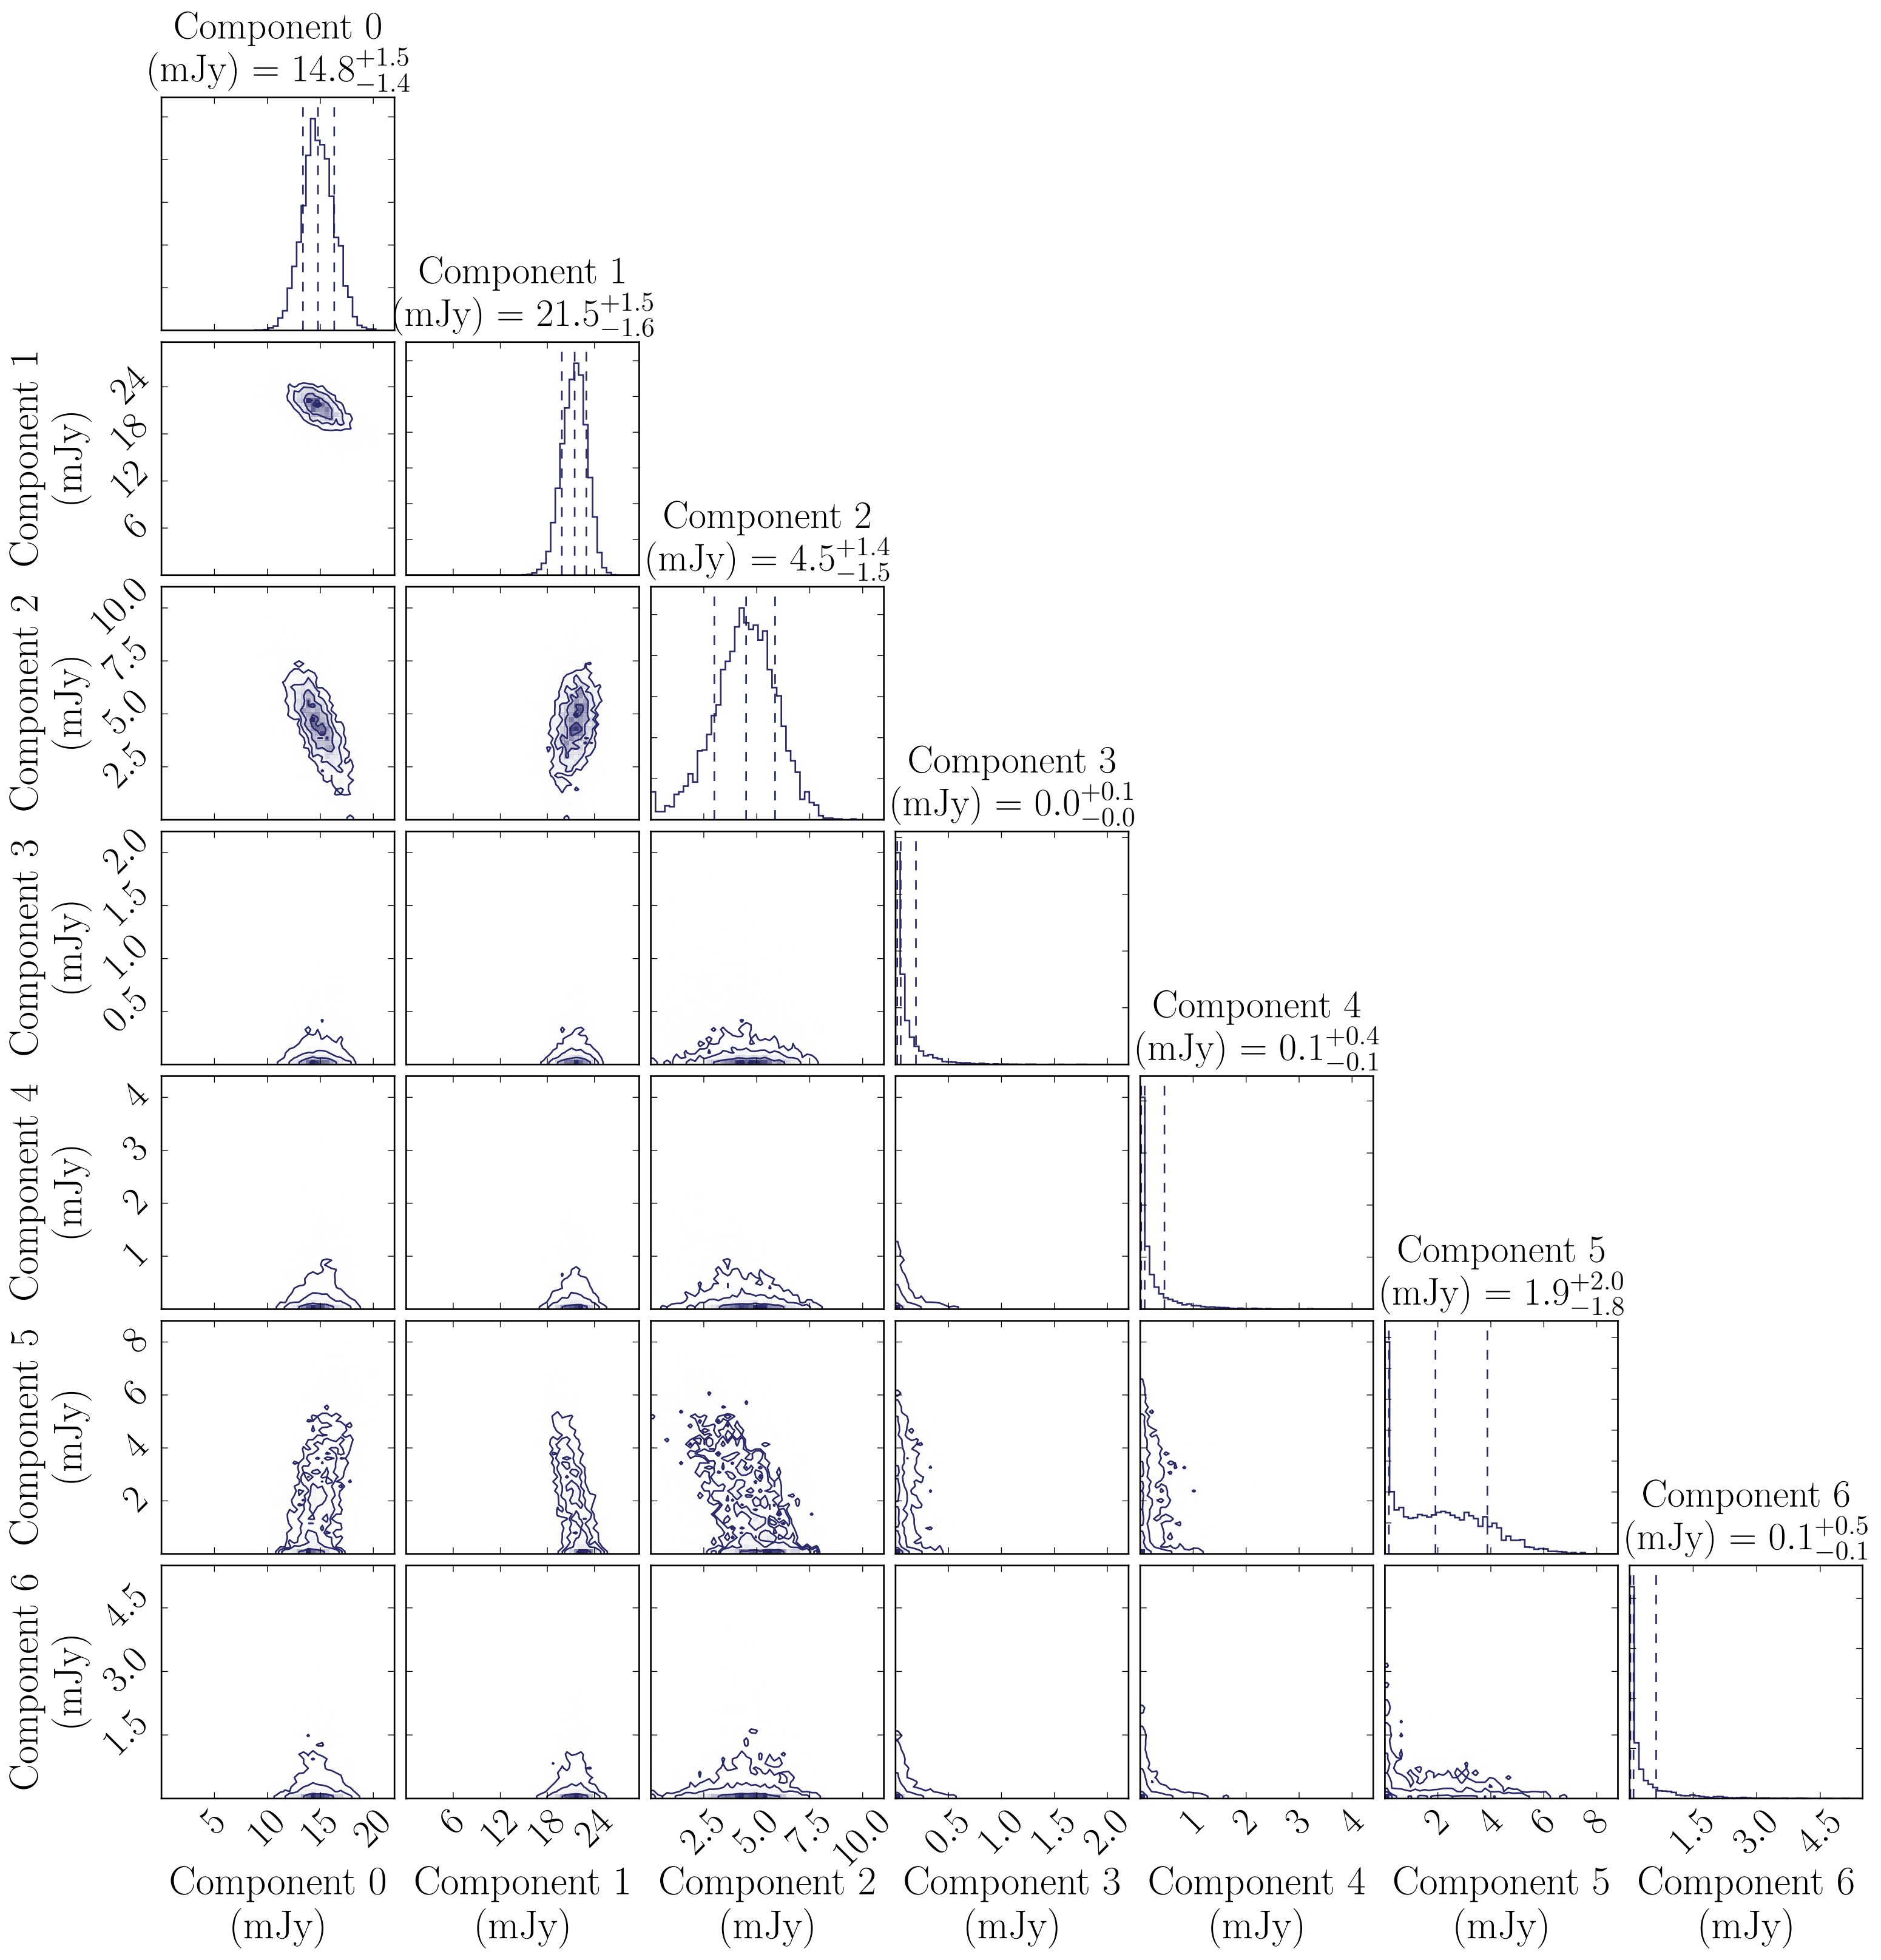 Component 0
(mJy) = 14.8^{+1.5}_{-1.4}
Component 1
(mJy) = 21.5^{+1.5}_{-1.6}
Component 1
(mJy)
24
18
12
6
Component 2
(mJy) = 4.5^{+1.4}_{-1.5}
Component 2
(mJy)
10.0
7.5
5.0
2.5
Component 3
(mJy) = 0.0^{+0.1}_{-0.0}
Component 3
(mJy)
2.0
1.5
1.0
0.5
Component 4
(mJy) = 0.1^{+0.4}_{-0.1}
Component 4
(mJy)
4
3
2
1
Component 5
(mJy) = 1.9^{+2.0}_{-1.8}
Component 5
(mJy)
8
6
4
2
Component 6
(mJy) = 0.1^{+0.5}_{-0.1}
Component 6
(mJy)
4.5
3.0
1.5
5 10 15 20
6 12 18 24
2.5 5.0 7.5 10.0
0.5 1.0 1.5 2.0
1 2 3 4
2 4 6 8
1.5 3.0 4.5
Component 0
(mJy)
Component 1
(mJy)
Component 2
(mJy)
Component 3
(mJy)
Component 4
(mJy)
Component 5
(mJy)
Component 6
(mJy)